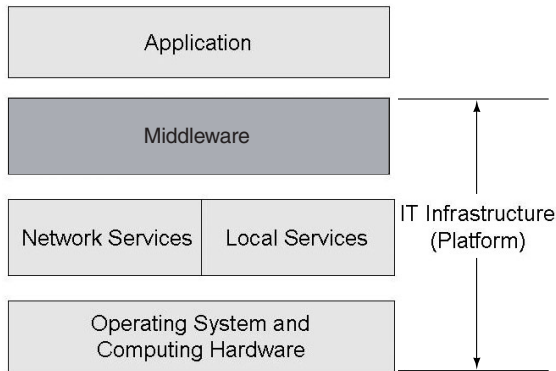 Application
Middleware
IT Infrastructure
(Platform)
Network Services
Local Services
Operating System and
Computing Hardware